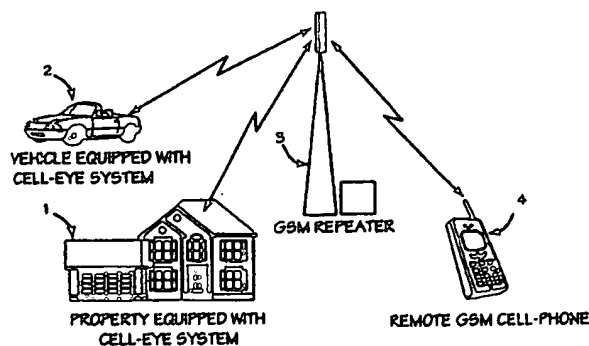 2
VEHICLE EQUIPPED WITH
CELL-EYE SYSTEM
1
PROPERTY EQUIPPED WITH
CELL-EYE SYSTEM
3
GSM REPEATER
4
REMOTE GSM CELL-PHONE